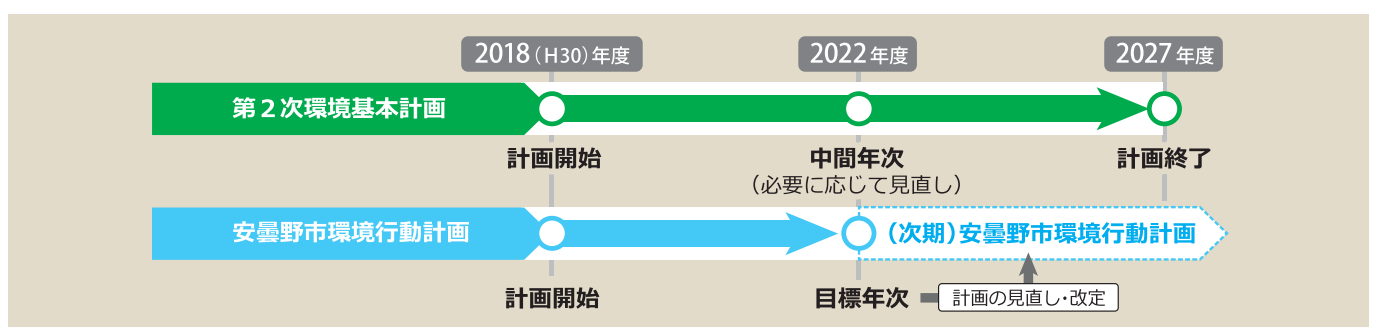 2018（H30）年度
2022年度
2027年度
第２次環境基本計画
計画開始
中間年次
（必要に応じて見直し）
計画終了
安曇野市環境行動計画
（次期）安曇野市環境行動計画
計画開始
目標年次
計画の見直し・改定